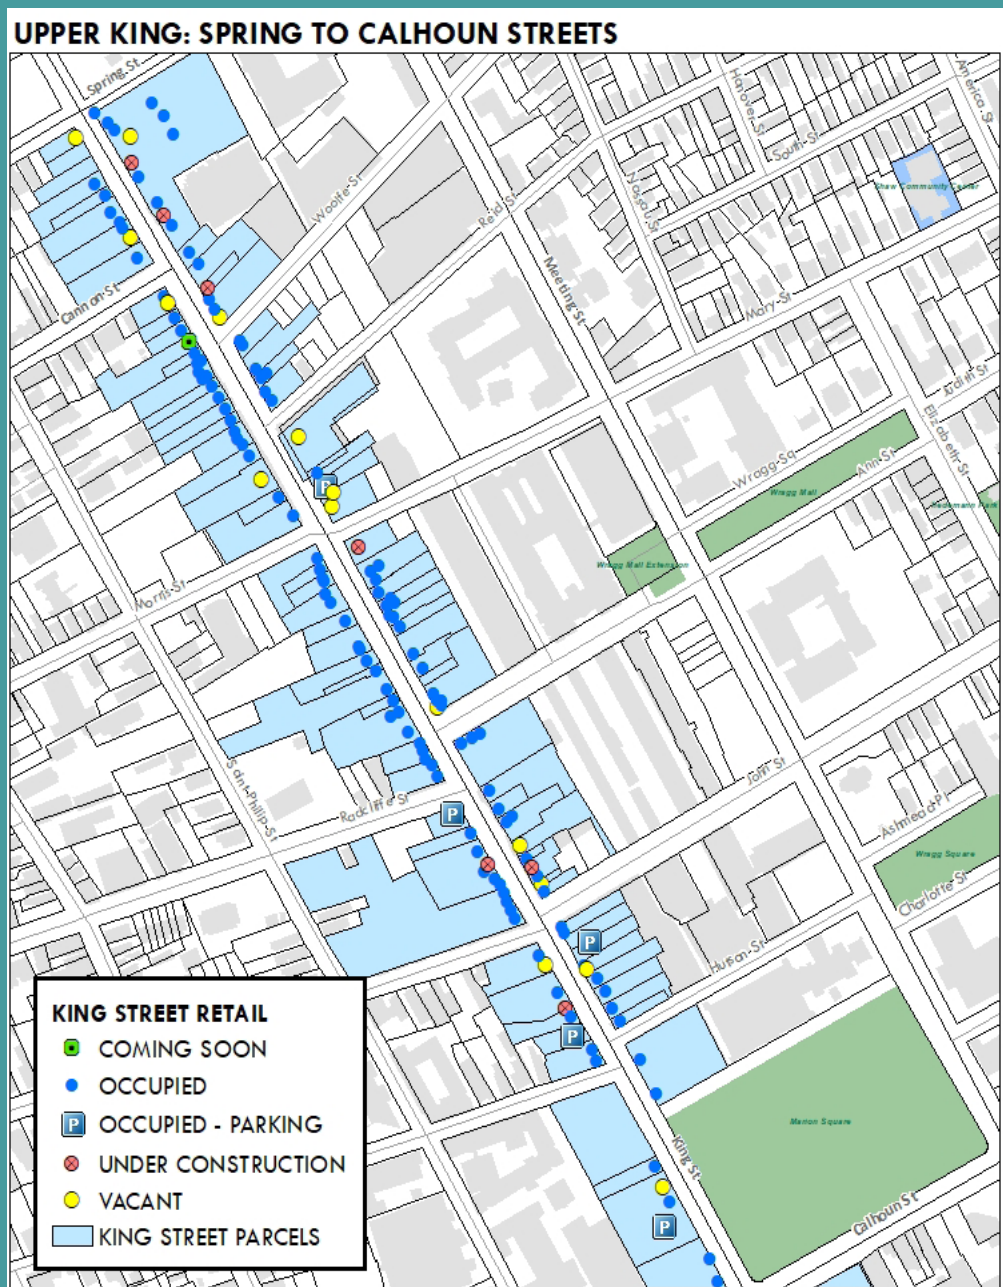 UPPER KING: SPRING TO CALHOUN STREETS
Spring St
America St
Hanover St
South St
Woolfe St
Nassau St
Shaw Community Center
Reid St
Meeting St
Cannon St
Mary St
Judith St
Elizabeth St
Wragg Sq
Ann St
Wragg Mall
Wragg Mall Extension
Morris St
P
John St
Saint Philip St
Radcliffe St
P
Ashmead Pl
Wragg Square
Charlotte St
P
Hutson St
P
Marion Square
King St
Calhoun St
P
KING STREET RETAIL
COMING SOON
OCCUPIED
P OCCUPIED - PARKING
UNDER CONSTRUCTION
VACANT
KING STREET PARCELS